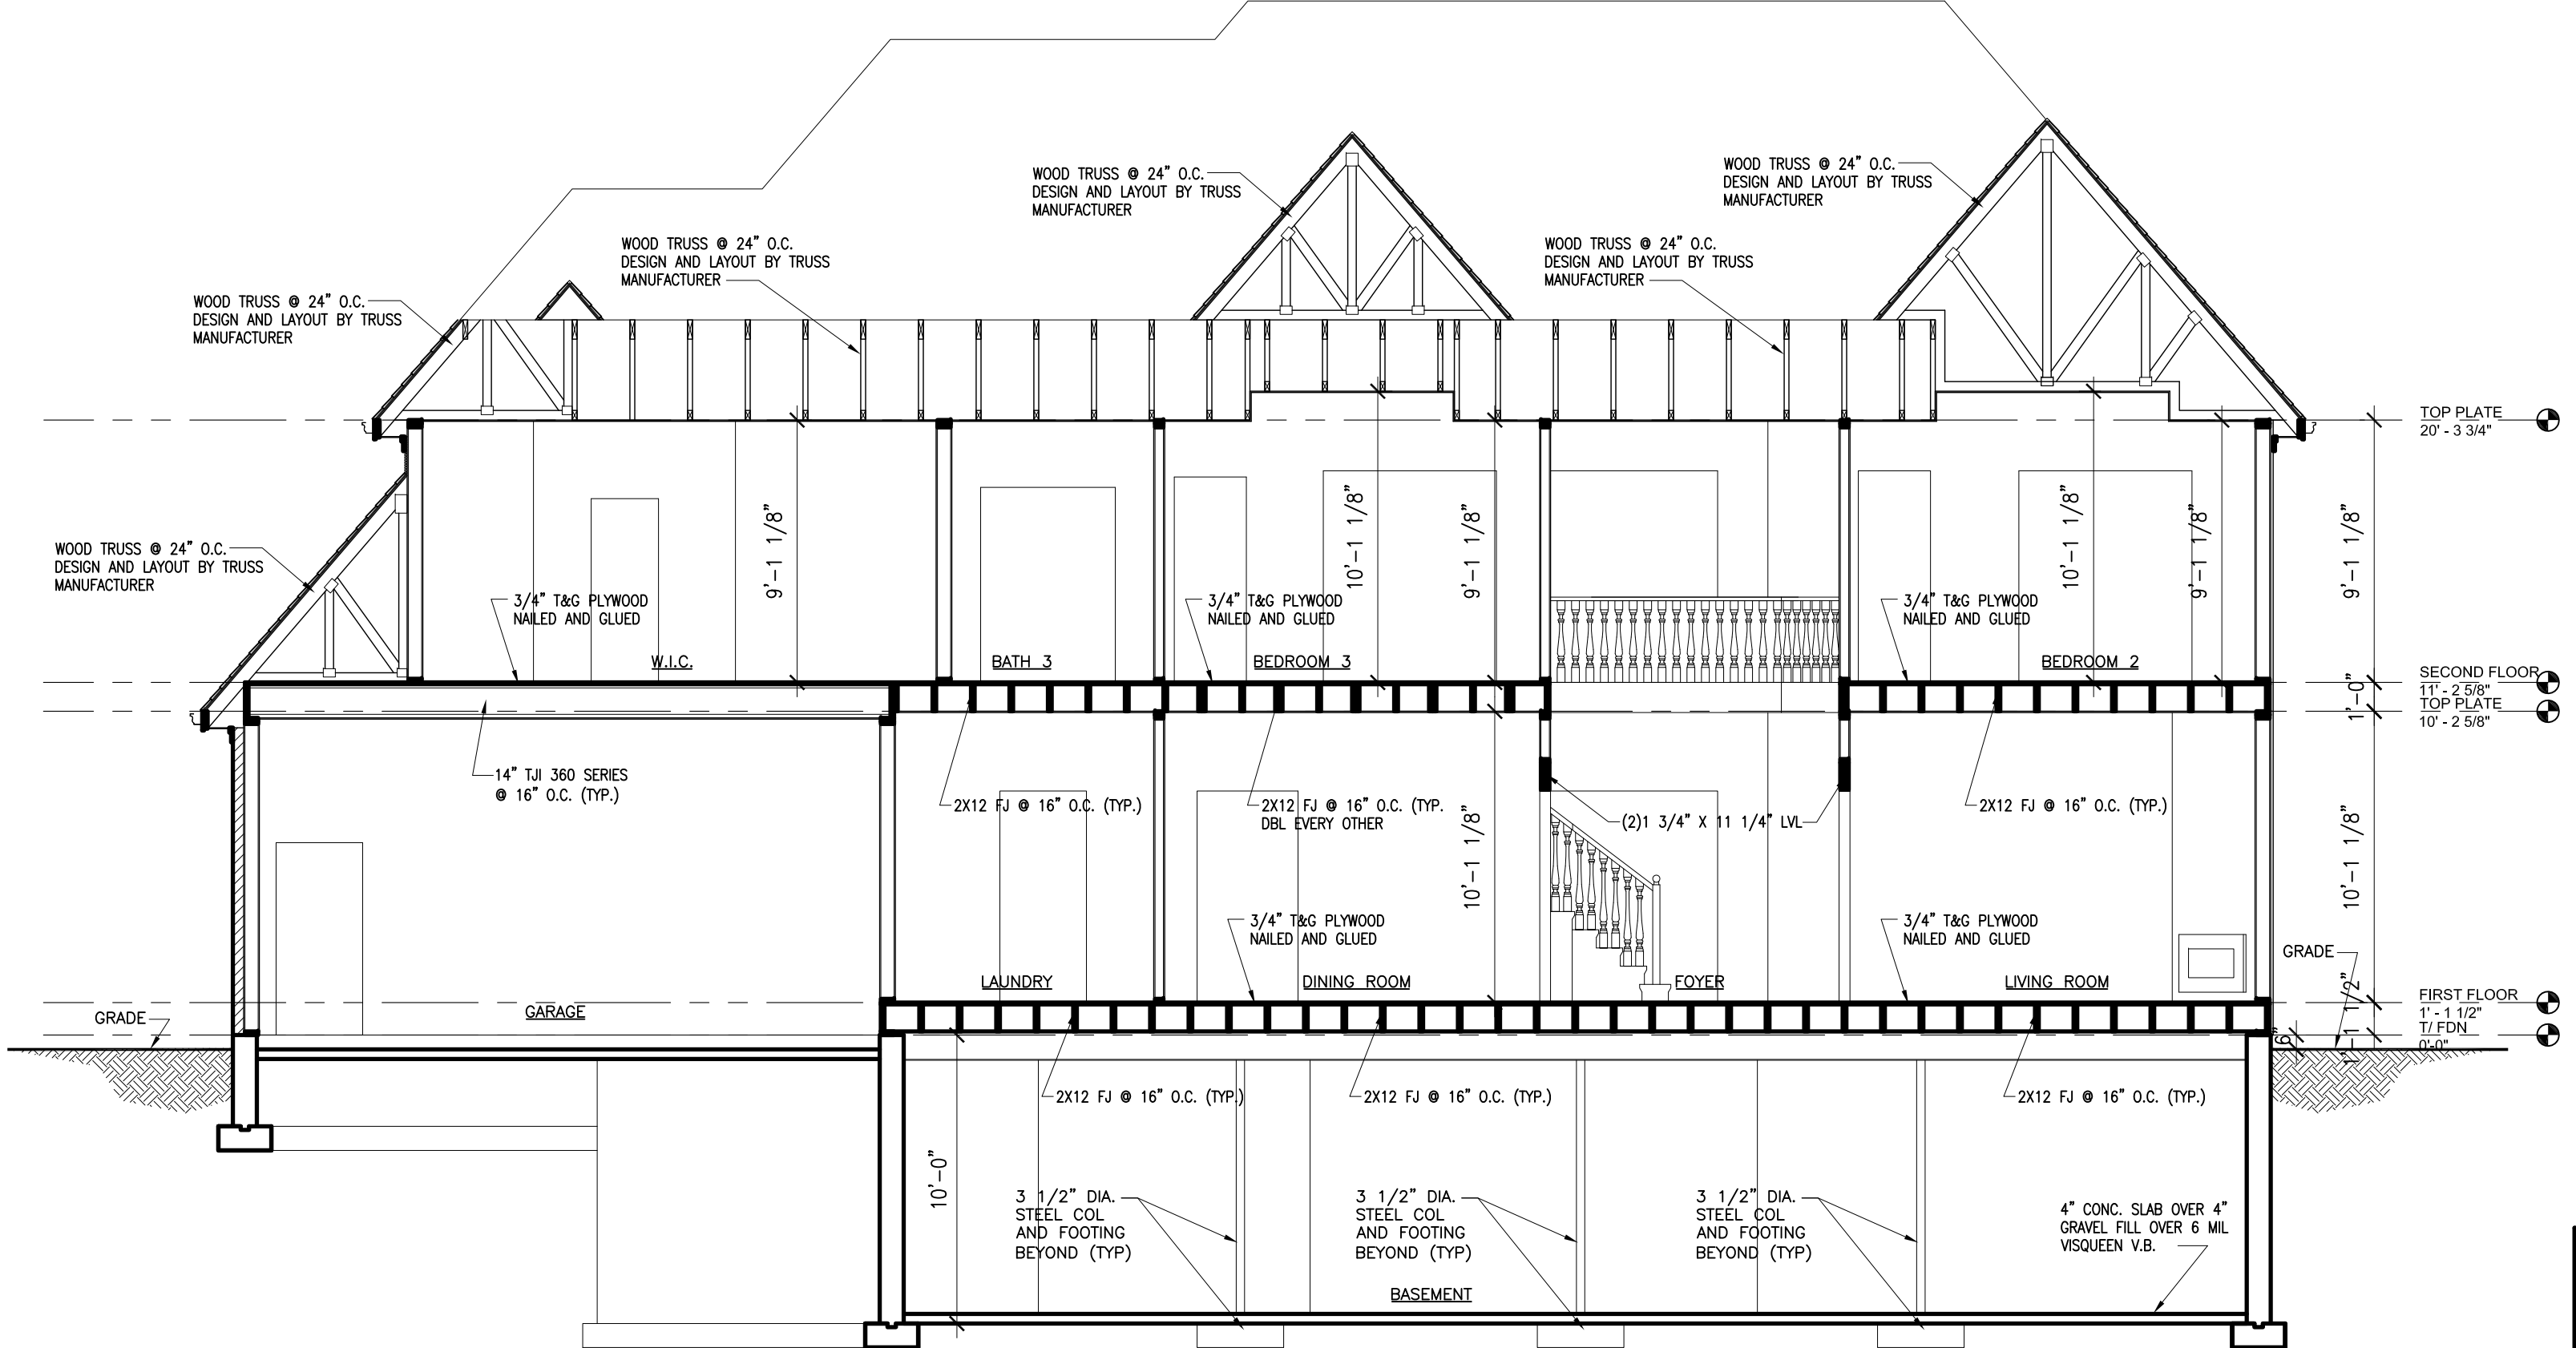 WOOD TRUSS @ 24" O.C.
DESIGN AND LAYOUT BY TRUSS
MANUFACTURER
WOOD TRUSS @ 24" O.C.
DESIGN AND LAYOUT BY TRUSS
MANUFACTURER
WOOD TRUSS @ 24" O.C.
DESIGN AND LAYOUT BY TRUSS
MANUFACTURER
WOOD TRUSS @ 24" O.C.
DESIGN AND LAYOUT BY TRUSS
MANUFACTURER
WOOD TRUSS @ 24" O.C.
DESIGN AND LAYOUT BY TRUSS
MANUFACTURER
TOP PLATE
20' - 3 3/4"
WOOD TRUSS @ 24" O.C.
DESIGN AND LAYOUT BY TRUSS
MANUFACTURER
9'-1 1/8"
10'-1 1/8"
9'-1 1/8"
10'-1 1/8"
9'-1 1/8"
9'-1 1/8"
3/4" T&G PLYWOOD
NAILED AND GLUED
3/4" T&G PLYWOOD
NAILED AND GLUED
3/4" T&G PLYWOOD
NAILED AND GLUED
W.I.C.
BATH 3
BEDROOM 3
BEDROOM 2
SECOND FLOOR
11' - 2 5/8"
1'-0"
TOP PLATE
10' - 2 5/8"
14" TJI 360 SERIES
@ 16" O.C. (TYP.)
2X12 FJ @ 16" O.C. (TYP.)
2X12 FJ @ 16" O.C. (TYP.
DBL EVERY OTHER
(2)1 3/4" X 11 1/4" LVL
2X12 FJ @ 16" O.C. (TYP.)
10'-1 1/8"
10'-1 1/8"
3/4" T&G PLYWOOD
NAILED AND GLUED
3/4" T&G PLYWOOD
NAILED AND GLUED
GRADE
LAUNDRY
DINING ROOM
FOYER
LIVING ROOM
GARAGE
GRADE
FIRST FLOOR
1' - 1 1/2"
T/ FDN
0'-0"
6"
1'-1 1/2"
2X12 FJ @ 16" O.C. (TYP.)
2X12 FJ @ 16" O.C. (TYP.)
2X12 FJ @ 16" O.C. (TYP.)
10'-0"
3 1/2" DIA.
STEEL COL
AND FOOTING
BEYOND (TYP)
3 1/2" DIA.
STEEL COL
AND FOOTING
BEYOND (TYP)
3 1/2" DIA.
STEEL COL
AND FOOTING
BEYOND (TYP)
4" CONC. SLAB OVER 4"
GRAVEL FILL OVER 6 MIL
VISQUEEN V.B.
BASEMENT